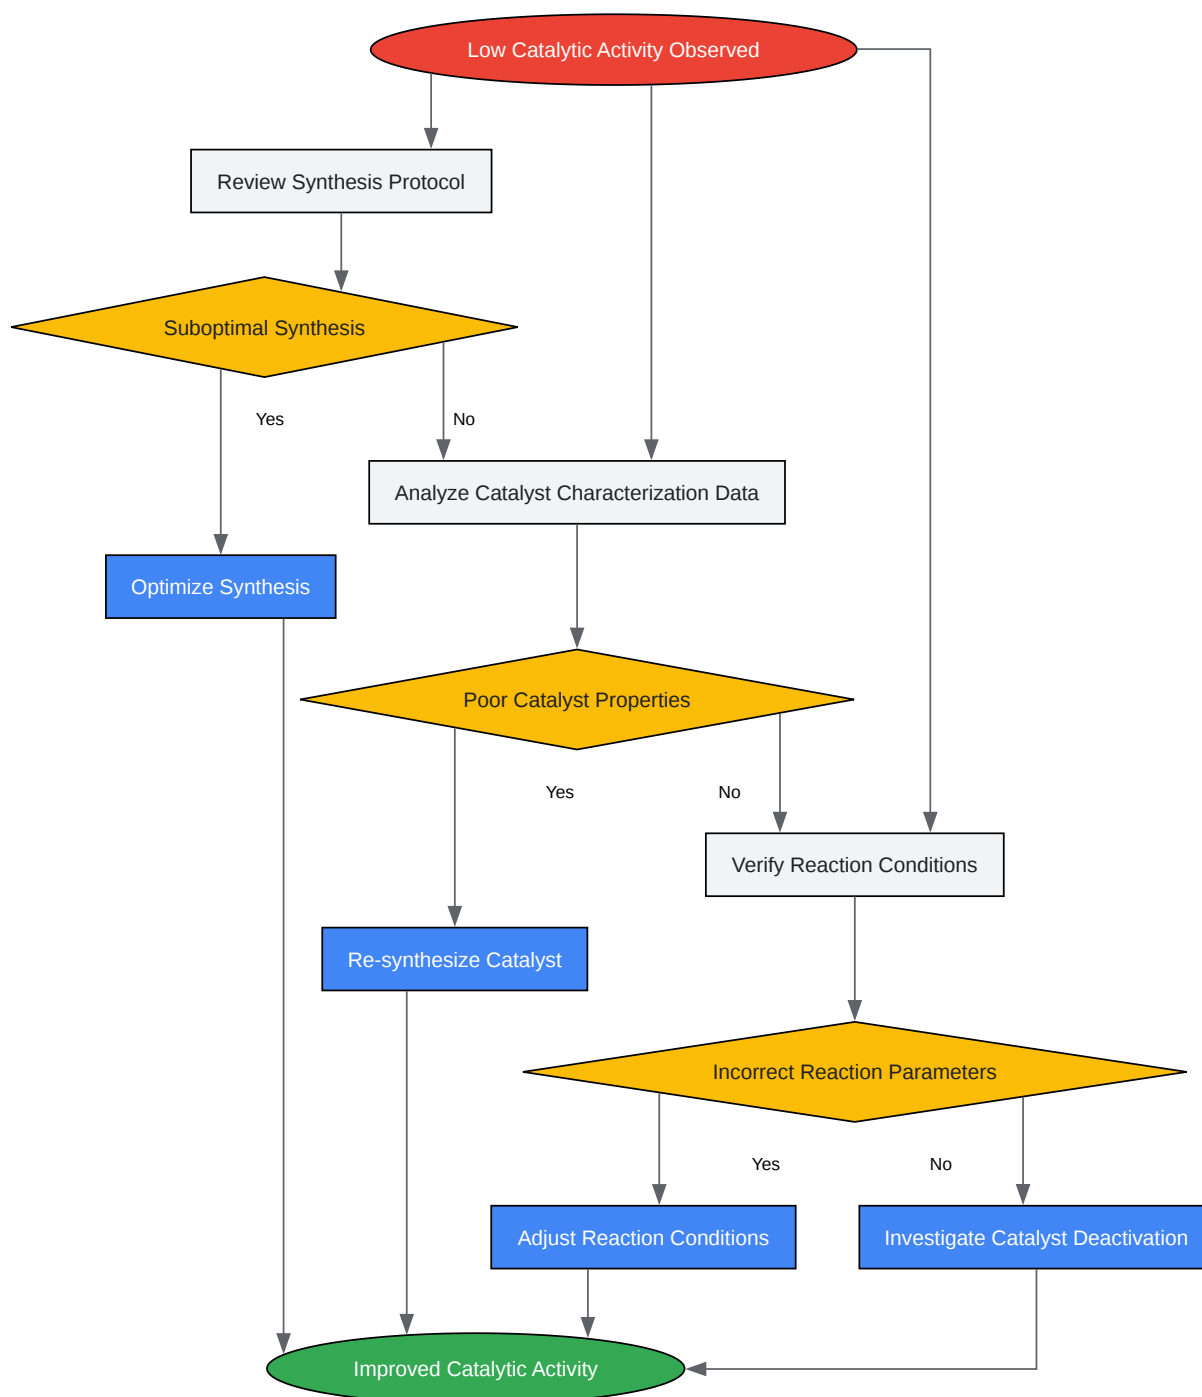 Low Catalytic Activity Observed
Review Synthesis Protocol
Suboptimal Synthesis
Yes
No
Analyze Catalyst Characterization Data
Optimize Synthesis
Poor Catalyst Properties
Yes
No
Verify Reaction Conditions
Re-synthesize Catalyst
Incorrect Reaction Parameters
Yes
No
Adjust Reaction Conditions
Investigate Catalyst Deactivation
Improved Catalytic Activity